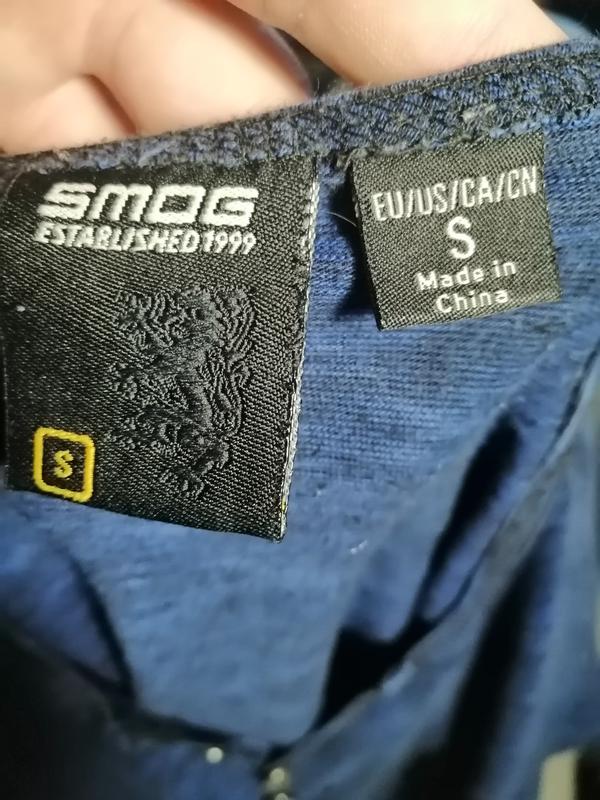 SMOG
ESTABLISHED 1999
S
EU/US/CA/CN
S
Made in
China